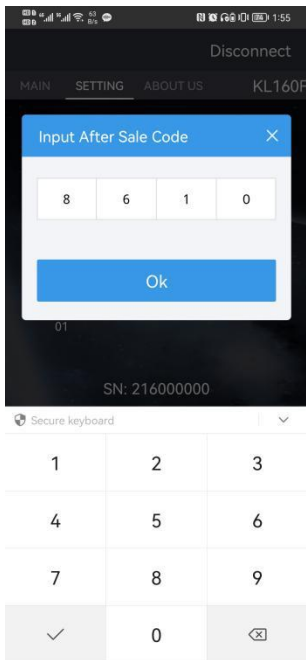 63 B/s 1:55
Disconnect
MAIN SETTING ABOUT US KL160F
Input After Sale Code
8 6 1 0
Ok
01
SN: 216000000
Secure keyboard
1 2 3
4 5 6
7 8 9
0